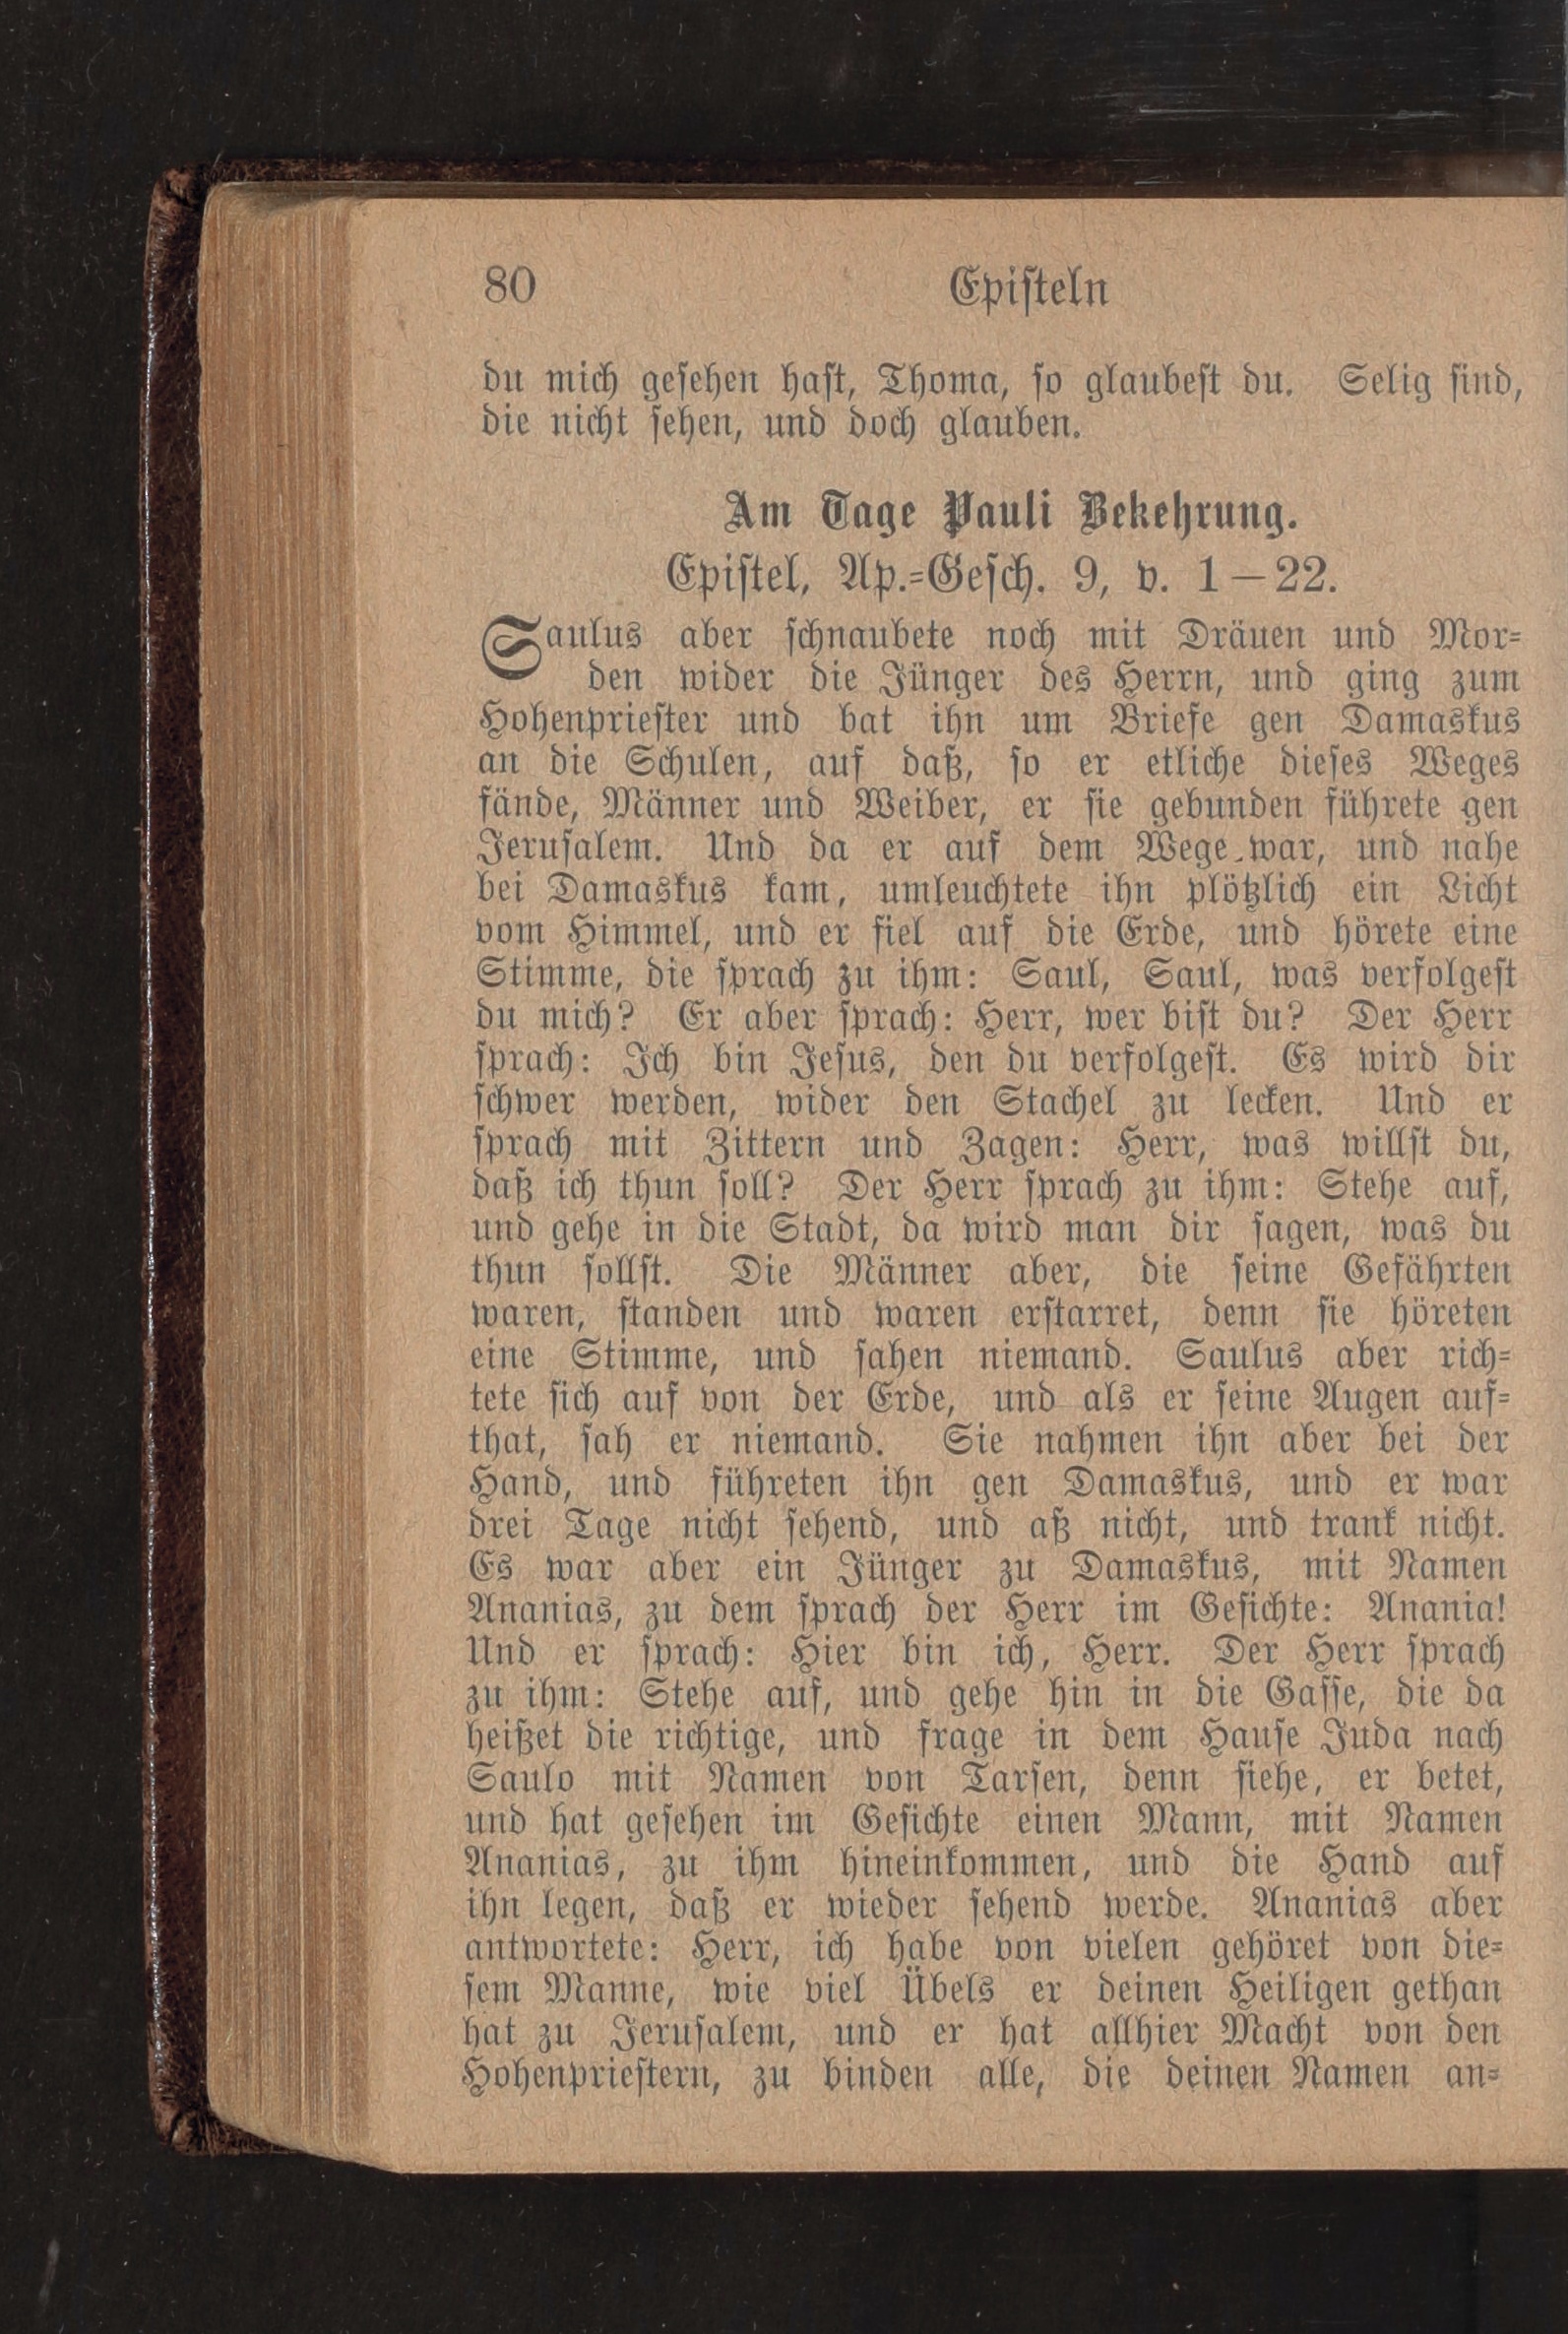 80 Episteln
du mich gesehen hast, Thoma, so glaubest du. Selig sind,
die nicht sehen, und doch glauben.
Am Tage Pauli Bekehrung.
Epistel, Ap.=Gesch. 9, v. 1—22.
Saulus aber schnaubete noch mit Dräuen und Mor=
den wider die Jünger des Herrn, und ging zum
Hohenpriester und bat ihn um Briefe gen Damaskus
an die Schulen, auf daß, so er etliche dieses Weges
fände, Männer und Weiber, er sie gebunden führete gen
Jerusalem. Und da er auf dem Wege war, und nahe
bei Damaskus kam, umleuchtete ihn plötzlich ein Licht
vom Himmel, und er fiel auf die Erde, und hörete eine
Stimme, die sprach zu ihm: Saul, Saul, was verfolgest
du mich? Er aber sprach: Herr, wer bist du? Der Herr
sprach: Ich bin Jesus, den du verfolgest. Es wird dir
schwer werden, wider den Stachel zu lecken. Und er
sprach mit Zittern und Zagen: Herr, was willst du,
daß ich thun soll? Der Herr sprach zu ihm: Stehe auf,
und gehe in die Stadt, da wird man dir sagen, was du
thun sollst. Die Männer aber, die seine Gefährten
waren, standen und waren erstarret, denn sie höreten
eine Stimme, und sahen niemand. Saulus aber rich=
tete sich auf von der Erde, und als er seine Augen auf=
that, sah er niemand. Sie nahmen ihn aber bei der
Hand, und führeten ihn gen Damaskus, und er war
drei Tage nicht sehend, und aß nicht, und trank nicht.
Es war aber ein Jünger zu Damaskus, mit Namen
Ananias, zu dem sprach der Herr im Gesichte: Anania!
Und er sprach: Hier bin ich, Herr. Der Herr sprach
zu ihm: Stehe auf, und gehe hin in die Gasse, die da
heißet die richtige, und frage in dem Hause Juda nach
Saulo mit Namen von Tarsen, denn siehe, er betet,
und hat gesehen im Gesichte einen Mann, mit Namen
Ananias, zu ihm hineinkommen, und die Hand auf
ihn legen, daß er wieder sehend werde. Ananias aber
antwortete: Herr, ich habe von vielen gehöret von die=
sem Manne, wie viel Übels er deinen Heiligen gethan
hat zu Jerusalem, und er hat allhier Macht von den
Hohenpriestern, zu binden alle, die deinen Namen an=